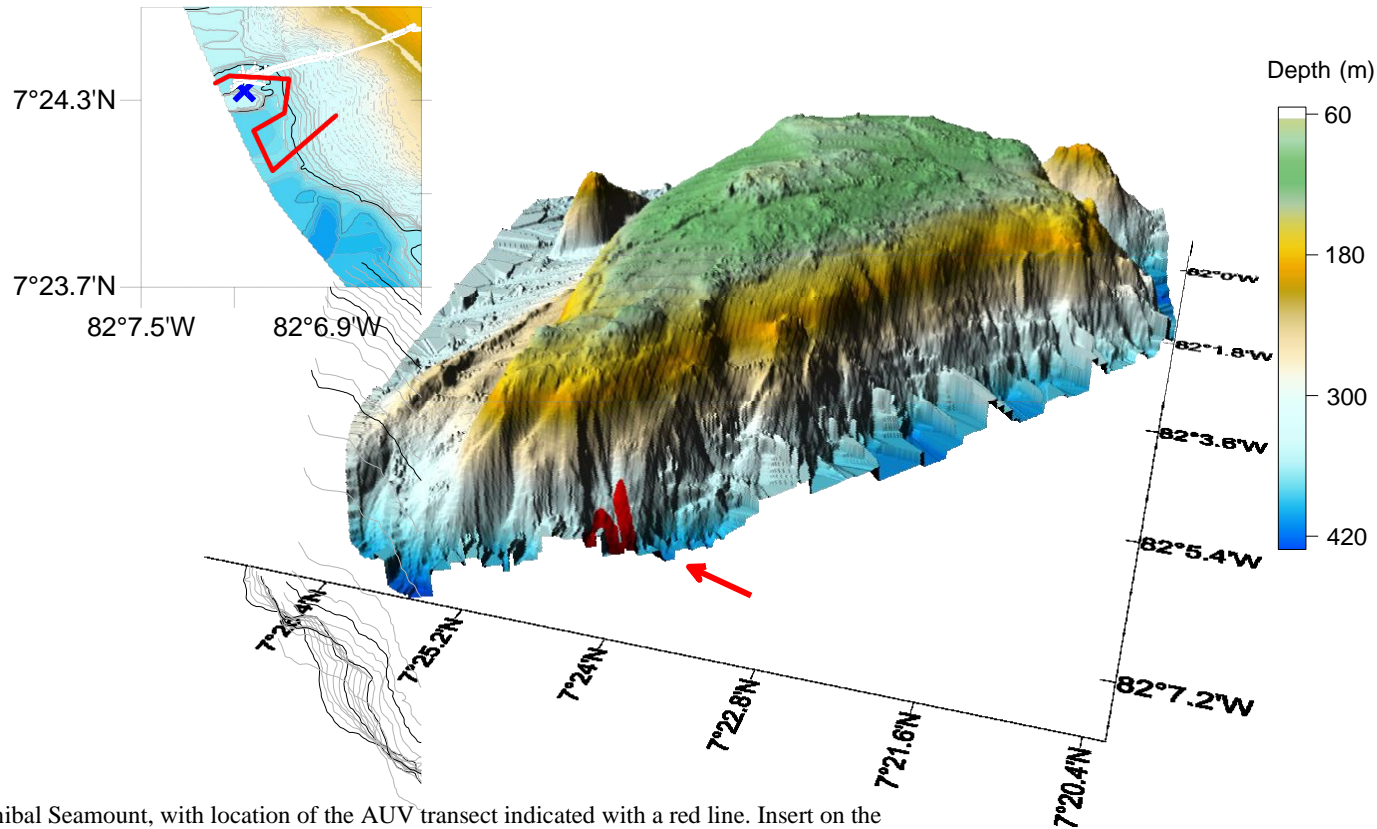 Depth (m)
60
180
300
420
7°24.3'N
7°23.7'N
82°7.5'W
82°6.9'W
82°0'W
82°1.8'W
82°3.6'W
82°5.4'W
82°7.2'W
7°25.2'N
7°24'N
7°22.8'N
7°21.6'N
7°20.4'N
nibal Seamount, with location of the AUV transect indicated with a red line. Insert on the